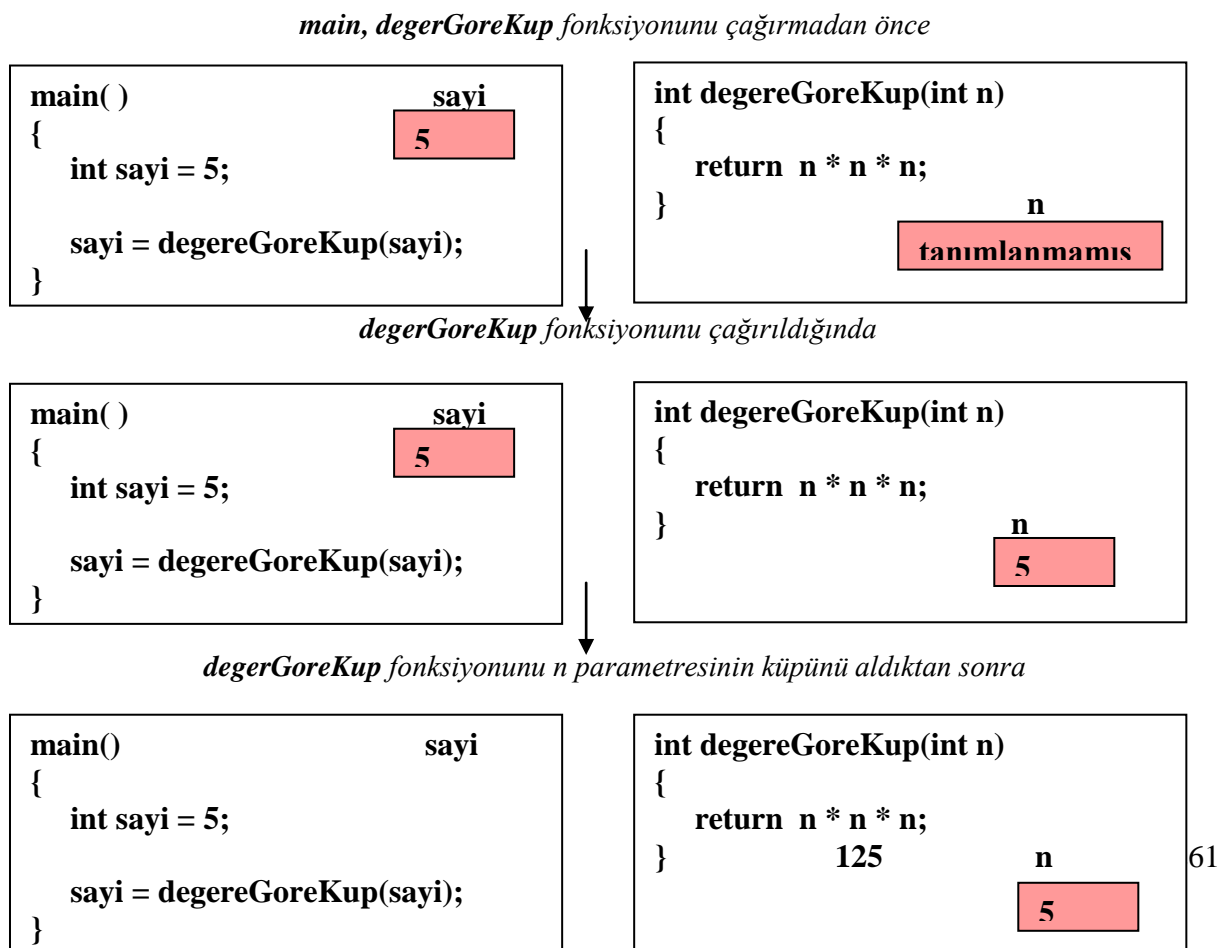 main, degerGoreKup fonksiyonunu çağırmadan önce
main( ) sayi
{
5
int sayi = 5;
sayi = degereGoreKup(sayi);
}
int degereGoreKup(int n)
{
return n * n * n;
}
n
tanımlanmamıs
degerGoreKup fonksiyonunu çağırıldığında
main( ) sayi
{
5
int sayi = 5;
sayi = degereGoreKup(sayi);
}
int degereGoreKup(int n)
{
return n * n * n;
}
n
5
degerGoreKup fonksiyonunu n parametresinin küpünü aldıktan sonra
main() sayi
{
int sayi = 5;
sayi = degereGoreKup(sayi);
}
int degereGoreKup(int n)
{
return n * n * n;
} 125 n
5
61